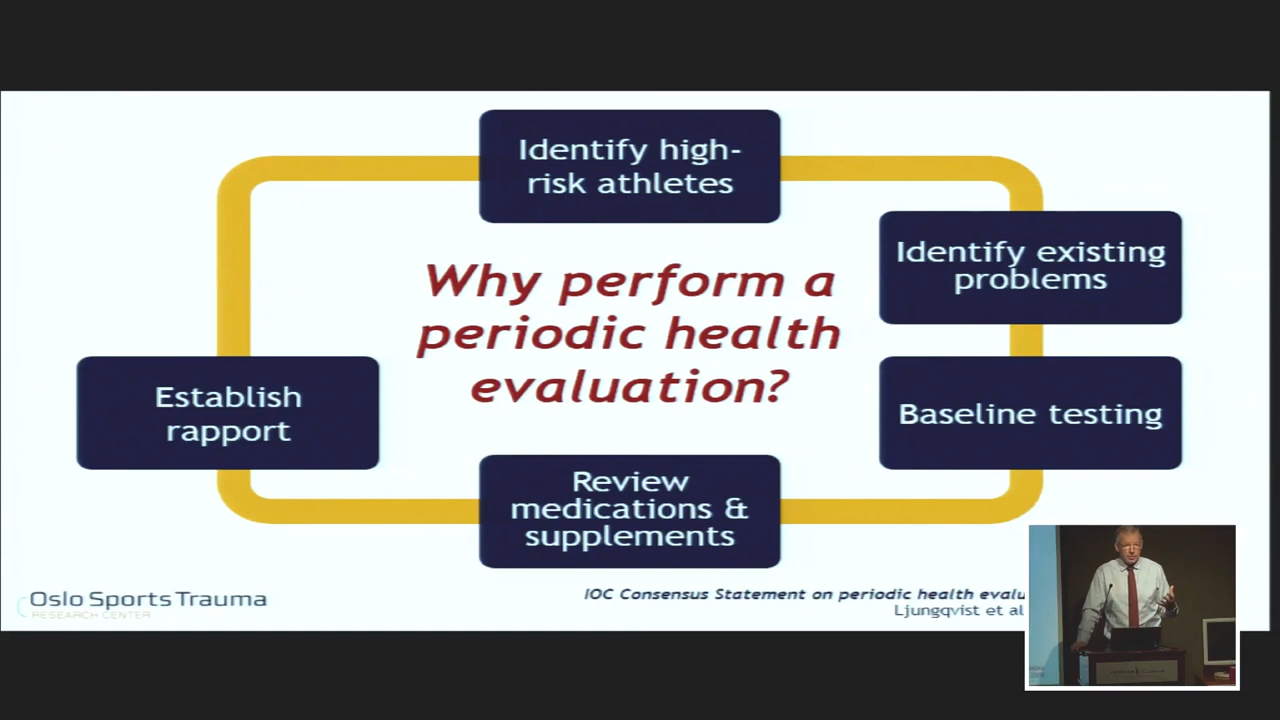 Identify high-
risk athletes
Identify existing
problems
Why perform a
periodic health
evaluation?
Establish
rapport
Baseline testing
Review
medications &
supplements
Oslo Sports Trauma
RESEARCH CENTER
IOC Consensus Statement on periodic health evalu
Ljungqvist et al